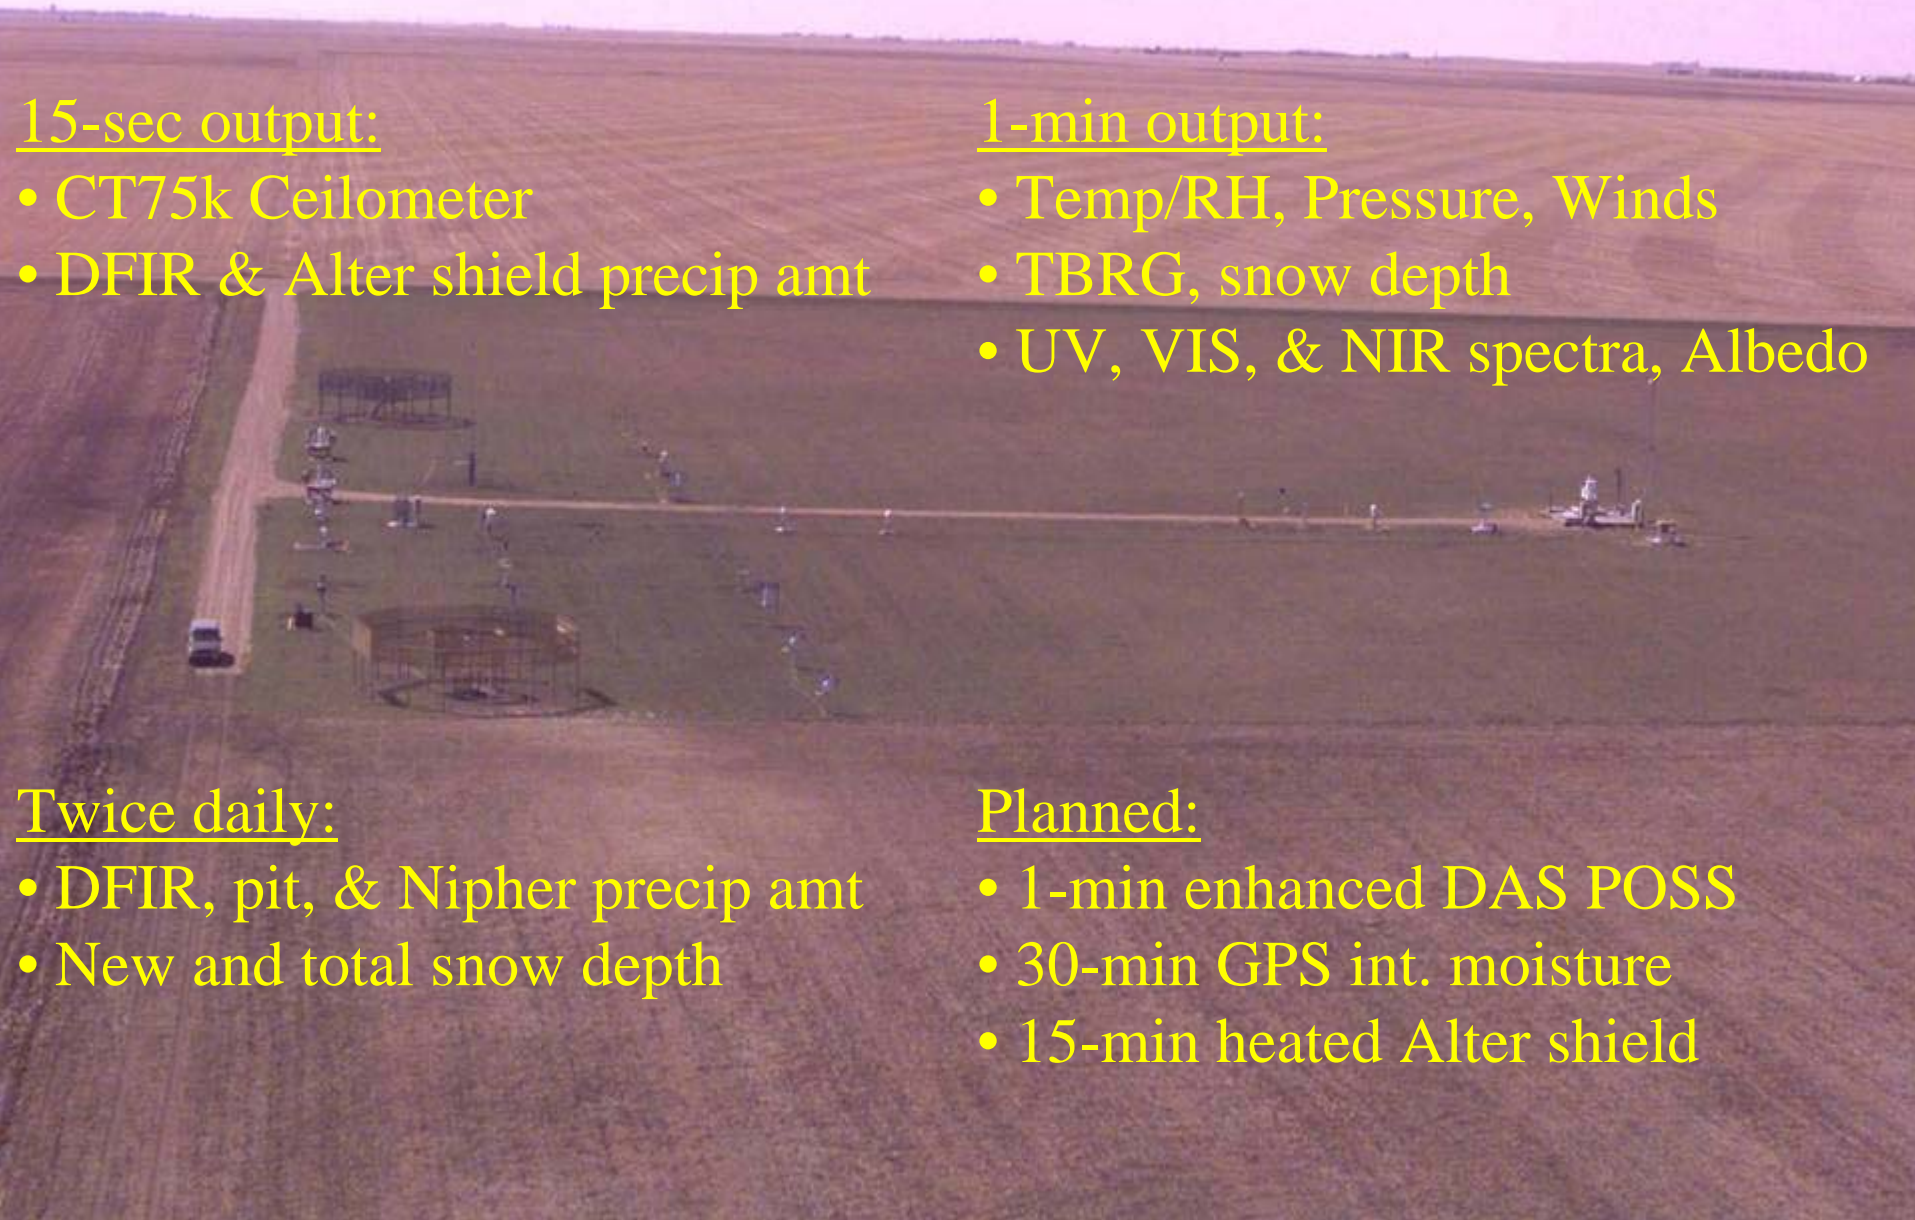 15-sec output:
• CT75k Ceilometer
• DFIR & Alter shield precip amt
1-min output:
• Temp/RH, Pressure, Winds
• TBRG, snow depth
• UV, VIS, & NIR spectra, Albedo
Twice daily:
• DFIR, pit, & Nipher precip amt
• New and total snow depth
Planned:
• 1-min enhanced DAS POSS
• 30-min GPS int. moisture
• 15-min heated Alter shield